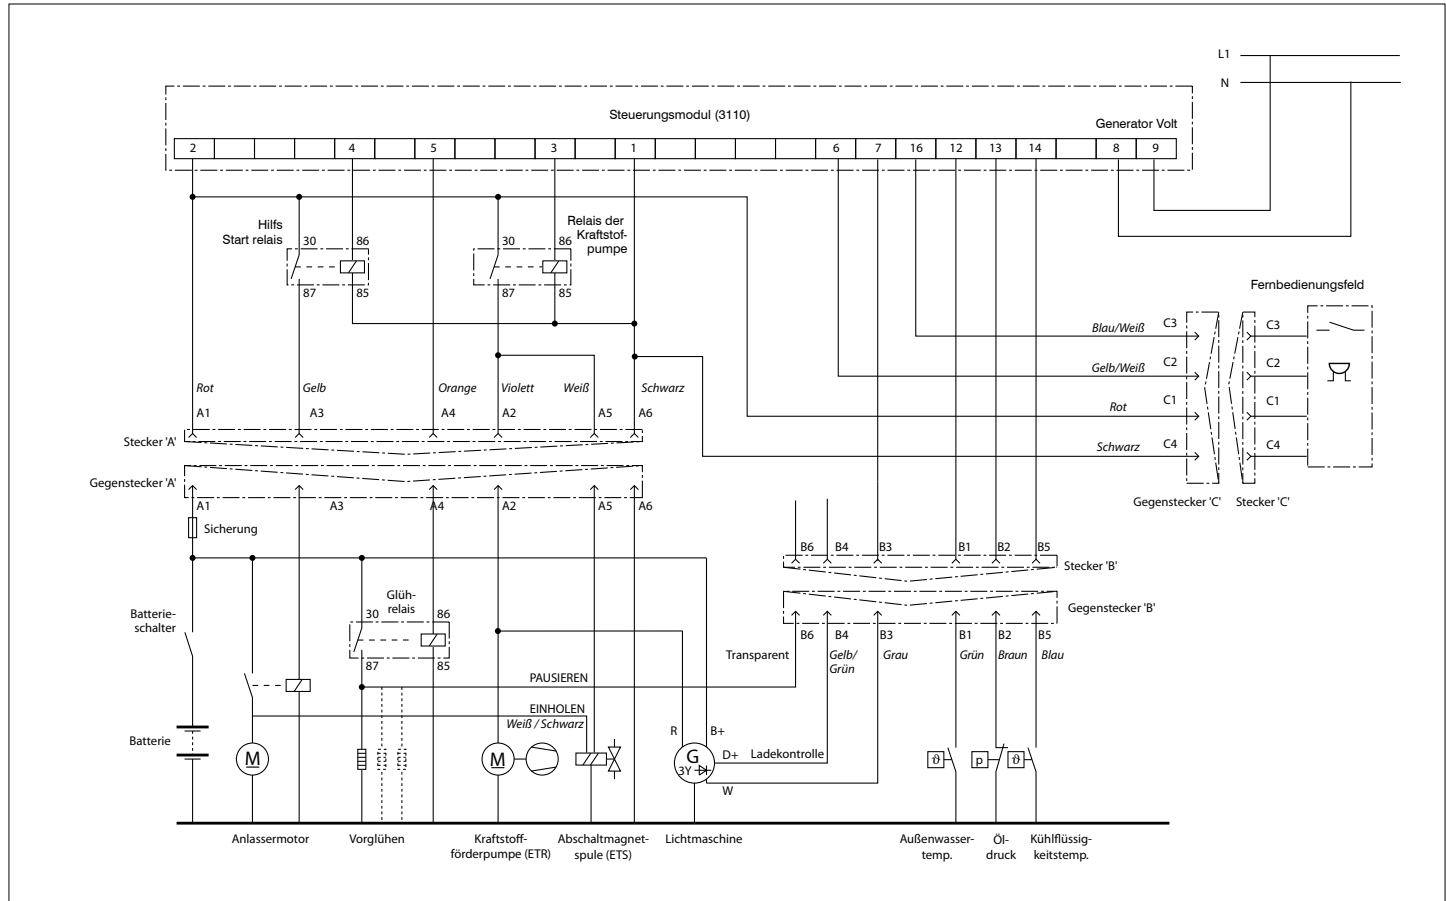 L1
N
Steuerungsmodul (3110)
Generator Volt
2 4 5 3 1 6 7 16 12 13 14 8 9
Hilfs
Start relais
30 86
87 85
Relais der
Kraftstof-
pumpe
30 86
87 85
Fernbedienungsfeld
Blau/Weiß C3 C3
Gelb/Weiß C2 C2
Rot C1 C1
Schwarz C4 C4
Gegenstecker 'C' Stecker 'C'
Rot Gelb Orange Violett Weiß Schwarz
A1 A3 A4 A2 A5 A6
Stecker 'A'
Gegenstecker 'A'
A1 A3 A4 A2 A5 A6
Sicherung
B6 B4 B3 B1 B2 B5
Stecker 'B'
Gegenstecker 'B'
B6 B4 B3 B1 B2 B5
Transparent
Gelb/
Grün
Grau Grün Braun Blau
Batterie-
schalter
Glüh-
relais
30 86
87 85
PAUSIEREN
EINHOLEN
Weiß / Schwarz
Batterie
M
M
R B+
G
3Y
D+ Ladekontrolle
W
ϑ p ϑ
Anlassermotor
Vorglühen
Kraftstoff-
förderpumpe (ETR)
Abschaltmagnet-
spule (ETS)
Lichtmaschine
Außenwasser-
temp.
Öl-
druck
Kühlflüssig-
keitstemp.